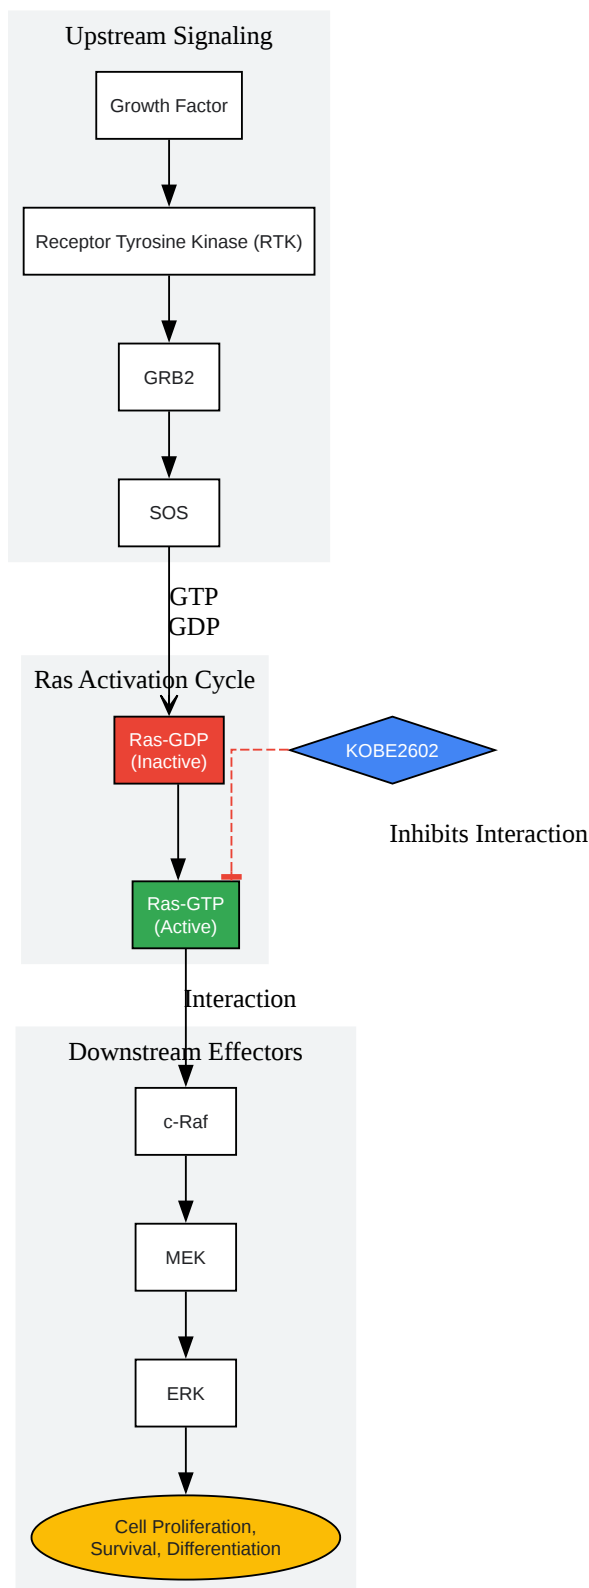 Upstream Signaling
Growth Factor
Receptor Tyrosine Kinase (RTK)
GRB2
SOS
GTP
GDP
Ras Activation Cycle
Ras-GDP
(Inactive)
KOBE2602
Inhibits Interaction
Ras-GTP
(Active)
Interaction
Downstream Effectors
c-Raf
MEK
ERK
Cell Proliferation,
Survival, Differentiation